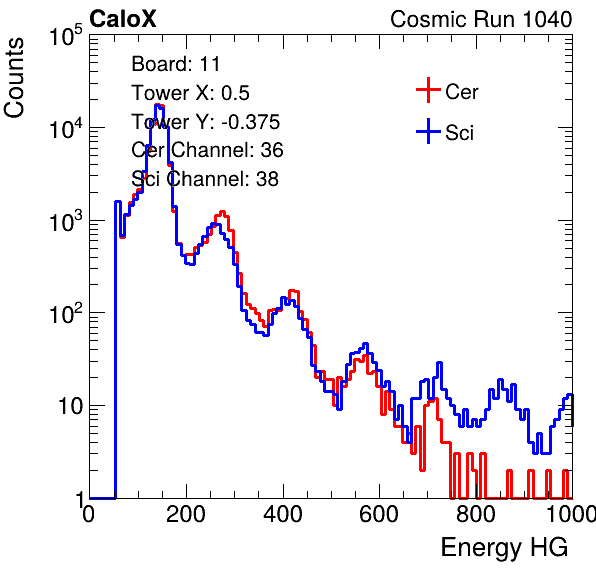 CaloX Cosmic Run 1040
Counts
Board: 11
Tower X: 0.5
Tower Y: -0.375
Cer Channel: 36
Sci Channel: 38
Cer
Sci
10^5
10^4
10^3
10^2
10
1
0 200 400 600 800 1000
Energy HG